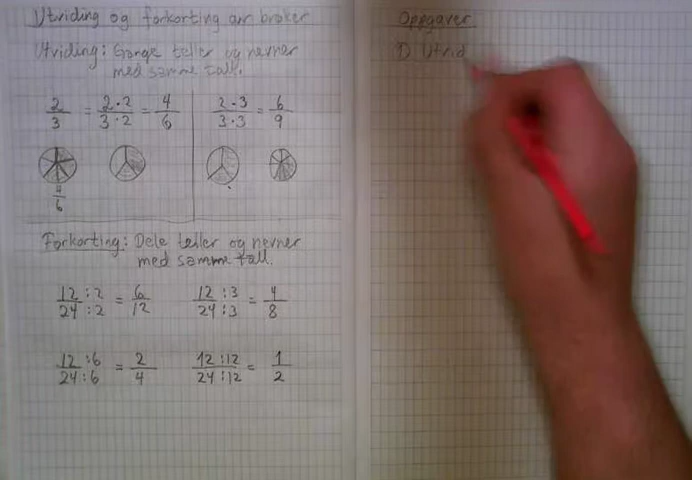 Utviding og forkorting av brøker
Utviding: Gange teller og nevner
med samme tall.
2/3 = 2·2/3·2 = 4/6
2·3/3·3 = 6/9
4/6
Forkorting: Dele teller og nevner
med samme tall.
12:2/24:2 = 6/12
12:3/24:3 = 4/8
12:6/24:6 = 2/4
12:12/24:12 = 1/2
Oppgaver
1) Utvid